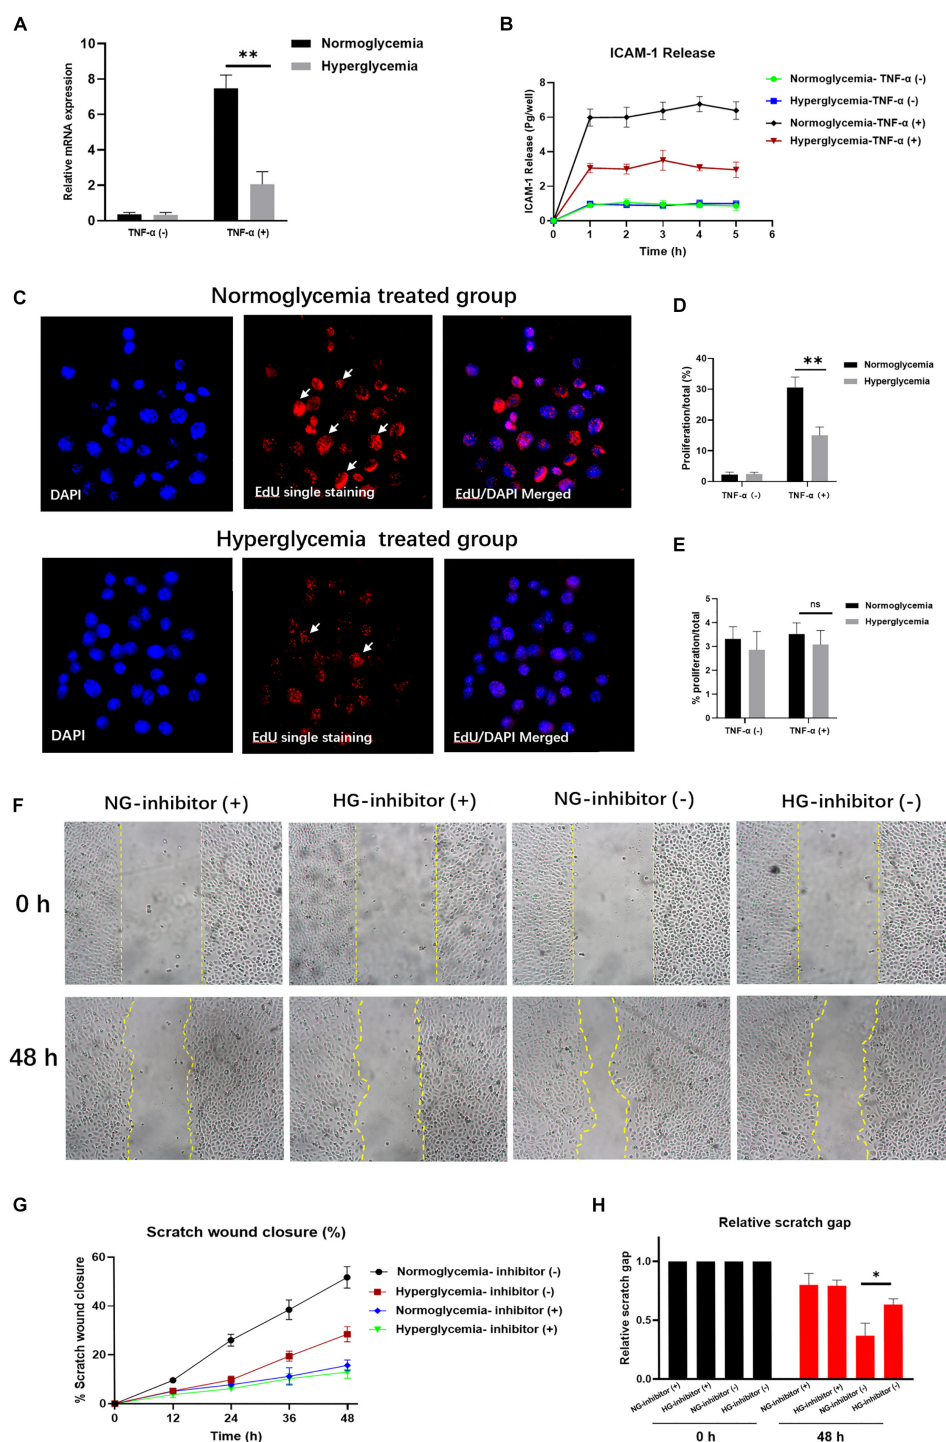 A
Relative mRNA expression
10
8
6
4
2
0
TNF-α (-)
TNF-α (+)
**
Normoglycemia
Hyperglycemia
B
ICAM-1 Release
ICAM-1 Release (Pg/well)
8
6
4
2
0
0 1 2 3 4 5 6
Time (h)
Normoglycemia- TNF-α (-)
Hyperglycemia-TNF-α (-)
Normoglycemia-TNF-α (+)
Hyperglycemia-TNF-α (+)
C
Normoglycemia treated group
DAPI
EdU single staining
EdU/DAPI Merged
Hyperglycemia treated group
DAPI
EdU single staining
EdU/DAPI Merged
D
Proliferation/total (%)
40
30
20
10
0
TNF-α (-)
TNF-α (+)
**
Normoglycemia
Hyperglycemia
E
% proliferation/total
5
4
3
2
1
0
TNF-α (-)
TNF-α (+)
ns
Normoglycemia
Hyperglycemia
F
NG-inhibitor (+)
HG-inhibitor (+)
NG-inhibitor (-)
HG-inhibitor (-)
0 h
48 h
G
Scratch wound closure (%)
% Scratch wound closure
60
40
20
0
0 12 24 36 48
Time (h)
Normoglycemia- inhibitor (-)
Hyperglycemia- inhibitor (-)
Normoglycemia- inhibitor (+)
Hyperglycemia- inhibitor (+)
H
Relative scratch gap
Relative scratch gap
1.0
0.5
0.0
*
NG-inhibitor (+)
HG-inhibitor (+)
NG-inhibitor (-)
HG-inhibitor (-)
NG-inhibitor (+)
HG-inhibitor (+)
NG-inhibitor (-)
HG-inhibitor (-)
0 h
48 h